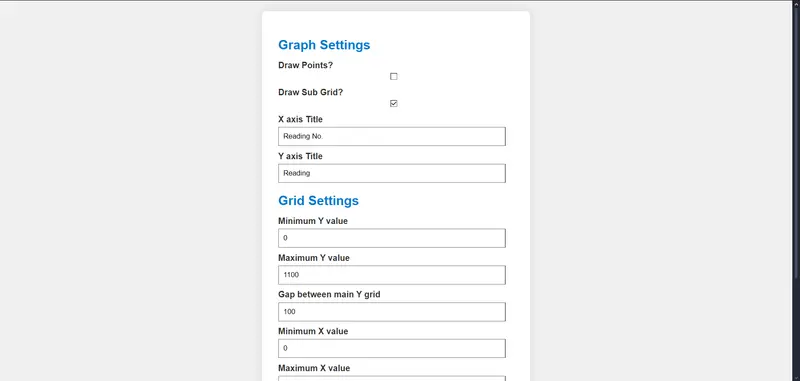 Graph Settings
Draw Points?
Draw Sub Grid?
X axis Title
Reading No
Y axis Title
Reading
Grid Settings
Minimum Y value
0
Maximum Y value
1100
Gap between main Y grid
100
Minimum X value
0
Maximum X value